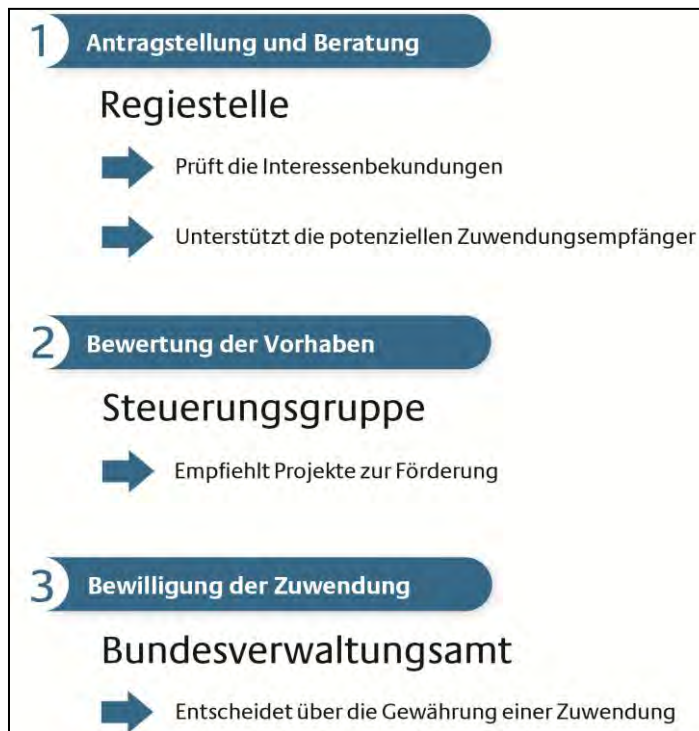 1 Antragstellung und Beratung
Regiestelle
Prüft die Interessenbekundungen
Unterstützt die potenziellen Zuwendungsempfänger
2 Bewertung der Vorhaben
Steuerungsgruppe
Empfiehlt Projekte zur Förderung
3 Bewilligung der Zuwendung
Bundesverwaltungsamt
Entscheidet über die Gewährung einer Zuwendung